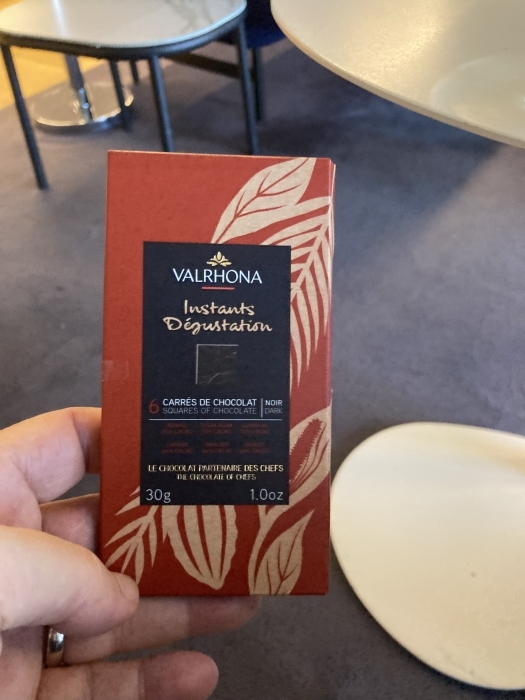 VALRHONA
Instants
Dégustation
6 CARRÉS DE CHOCOLAT | NOIR
SQUARES OF CHOCOLATE | DARK
LE CHOCOLAT PARTENAIRE DES CHEFS
THE CHOCOLATE OF CHEFS
30g 1.0oz